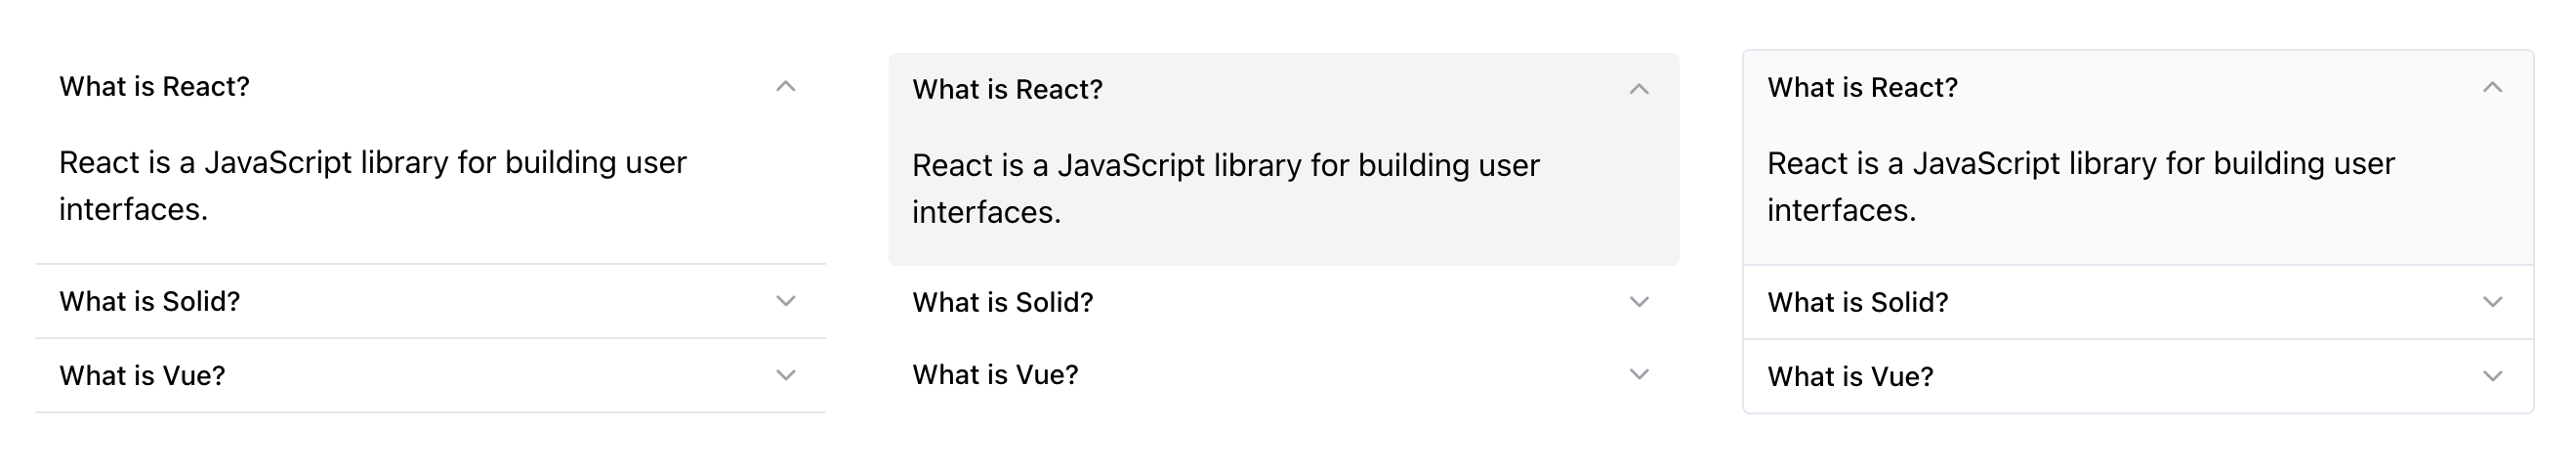 What is React?
React is a JavaScript library for building user
interfaces.
What is Solid?
What is Vue?
What is React?
React is a JavaScript library for building user
interfaces.
What is Solid?
What is Vue?
What is React?
React is a JavaScript library for building user
interfaces.
What is Solid?
What is Vue?